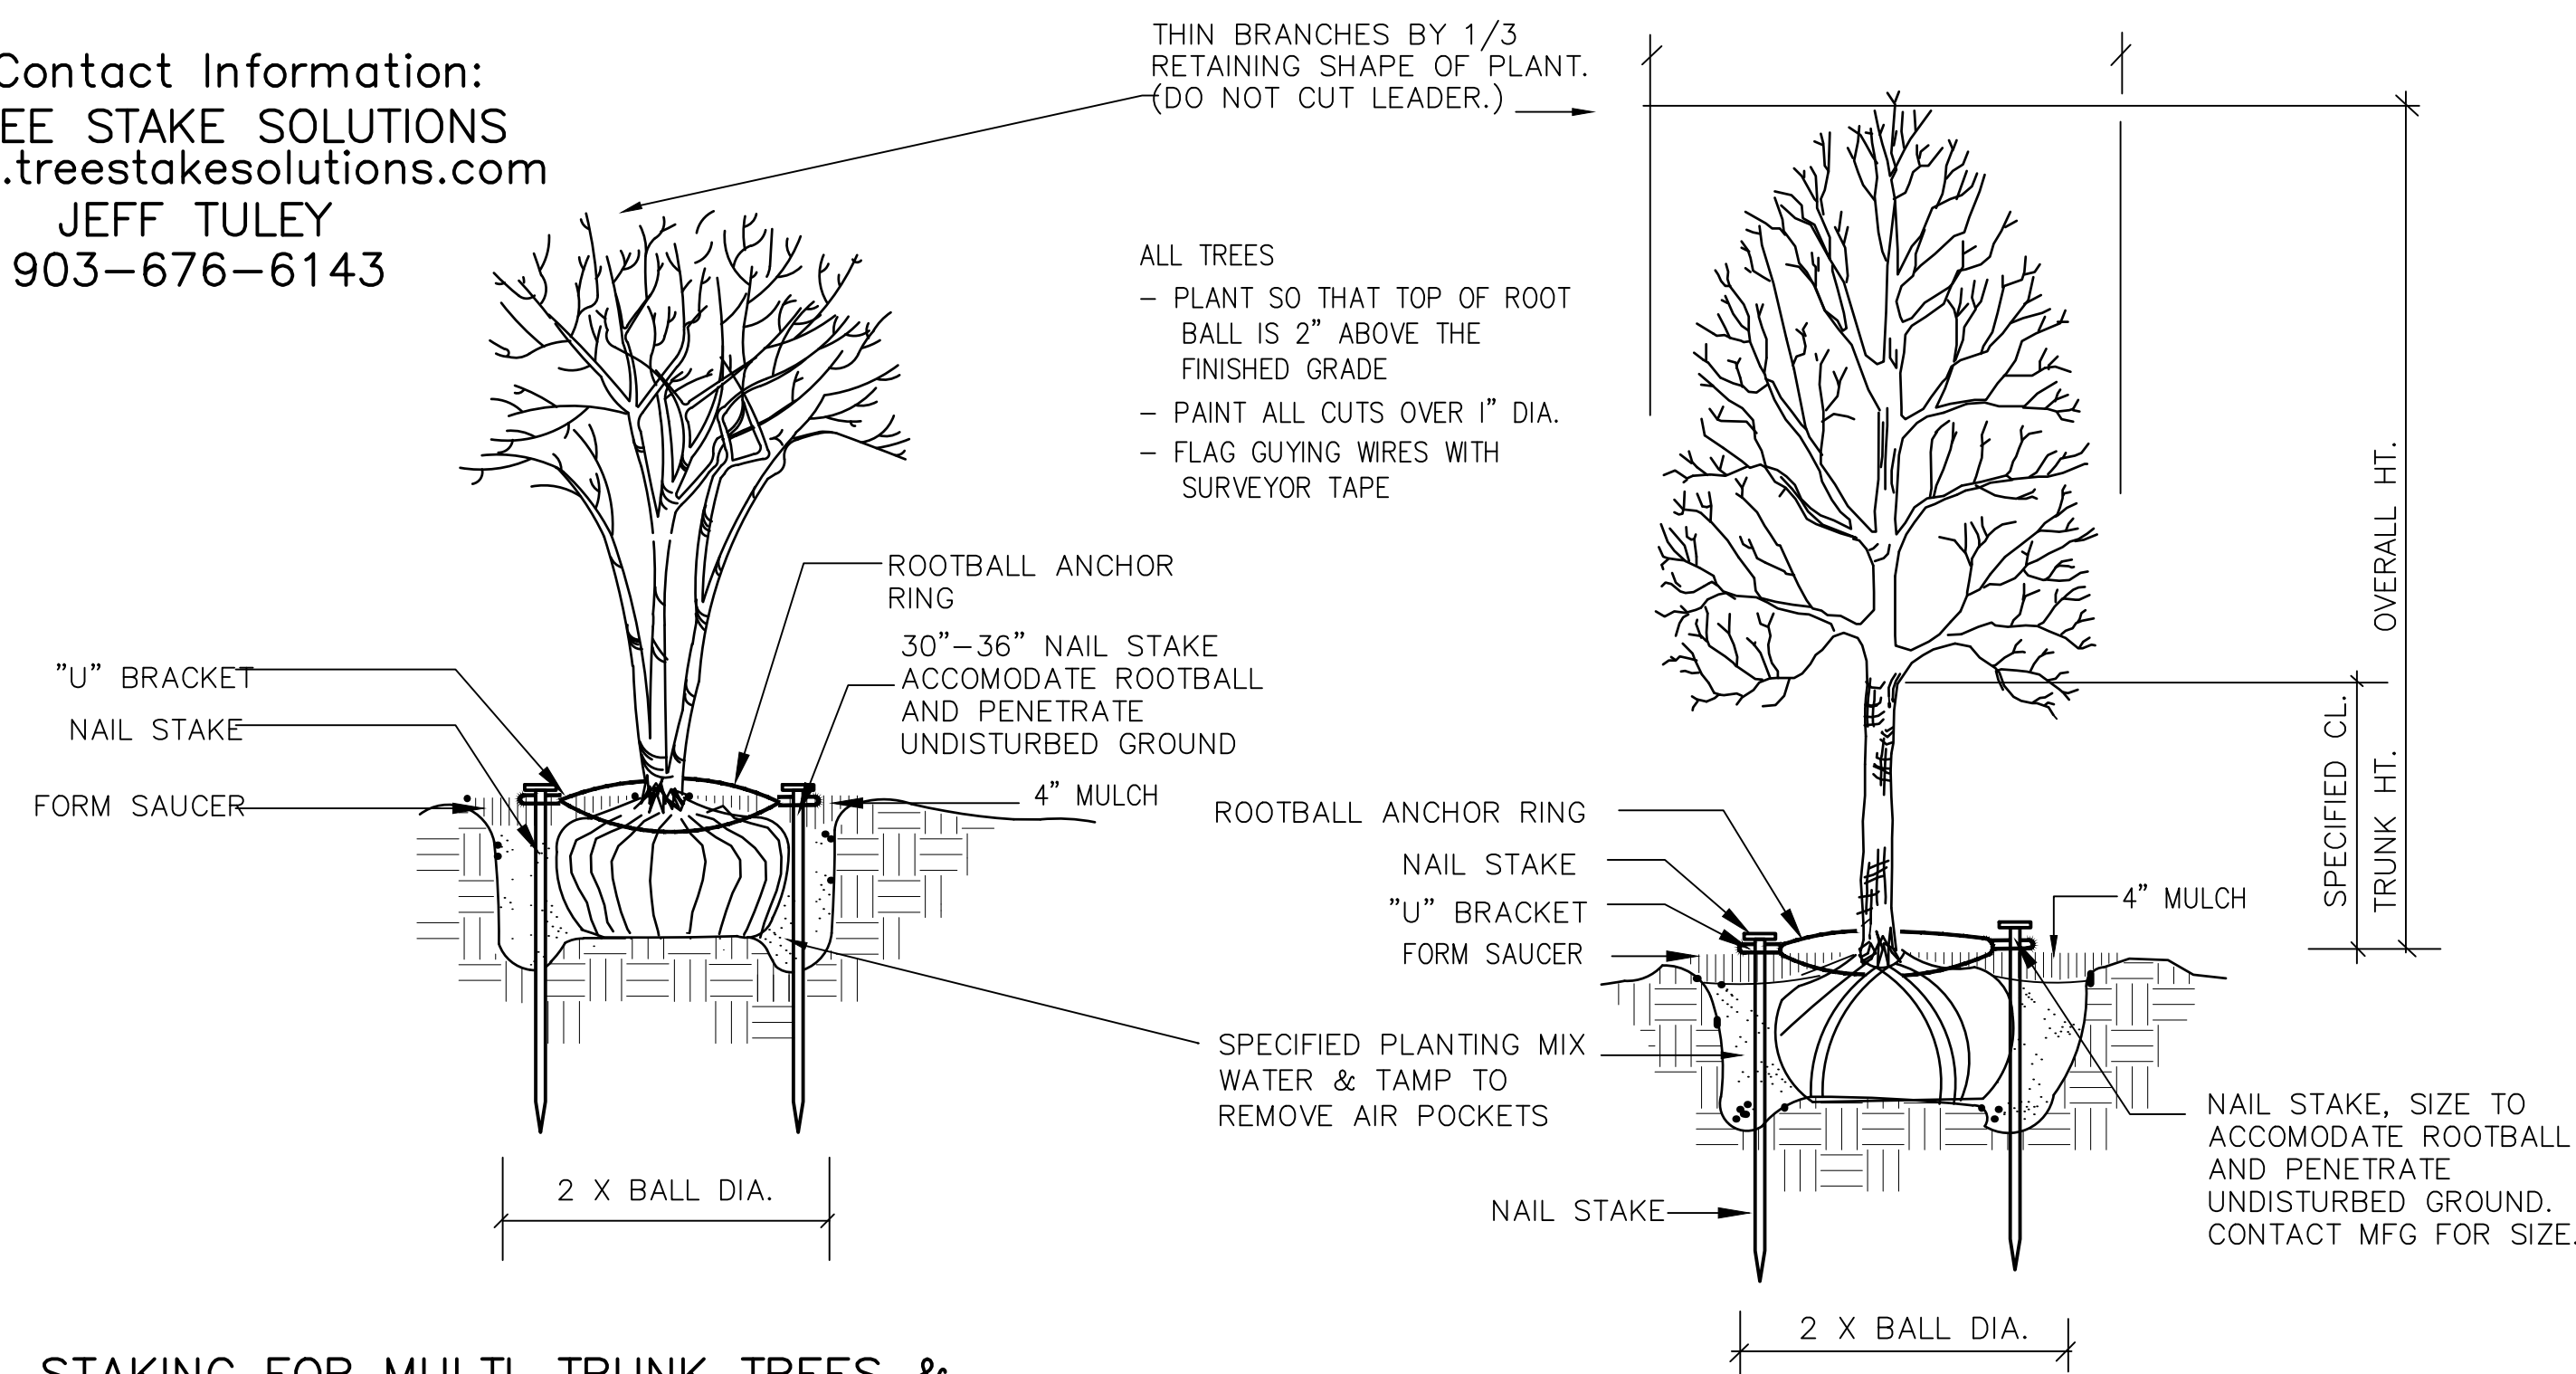 Contact Information:
EE STAKE SOLUTIONS
.treestakesolutions.com
JEFF TULEY
903-676-6143
THIN BRANCHES BY 1/3
RETAINING SHAPE OF PLANT.
(DO NOT CUT LEADER.)
ALL TREES
- PLANT SO THAT TOP OF ROOT
BALL IS 2" ABOVE THE
FINISHED GRADE
- PAINT ALL CUTS OVER 1" DIA.
- FLAG GUYING WIRES WITH
SURVEYOR TAPE
ROOTBALL ANCHOR
RING
30"-36" NAIL STAKE
ACCOMODATE ROOTBALL
AND PENETRATE
UNDISTURBED GROUND
"U" BRACKET
NAIL STAKE
FORM SAUCER
4" MULCH
2 X BALL DIA.
SPECIFIED PLANTING MIX
WATER & TAMP TO
REMOVE AIR POCKETS
ROOTBALL ANCHOR RING
NAIL STAKE
"U" BRACKET
FORM SAUCER
4" MULCH
OVERALL HT.
SPECIFIED CL.
TRUNK HT.
NAIL STAKE, SIZE TO
ACCOMODATE ROOTBALL
AND PENETRATE
UNDISTURBED GROUND.
CONTACT MFG FOR SIZE.
NAIL STAKE
2 X BALL DIA.
STAKING FOR MULTI-TRUNK TREES &